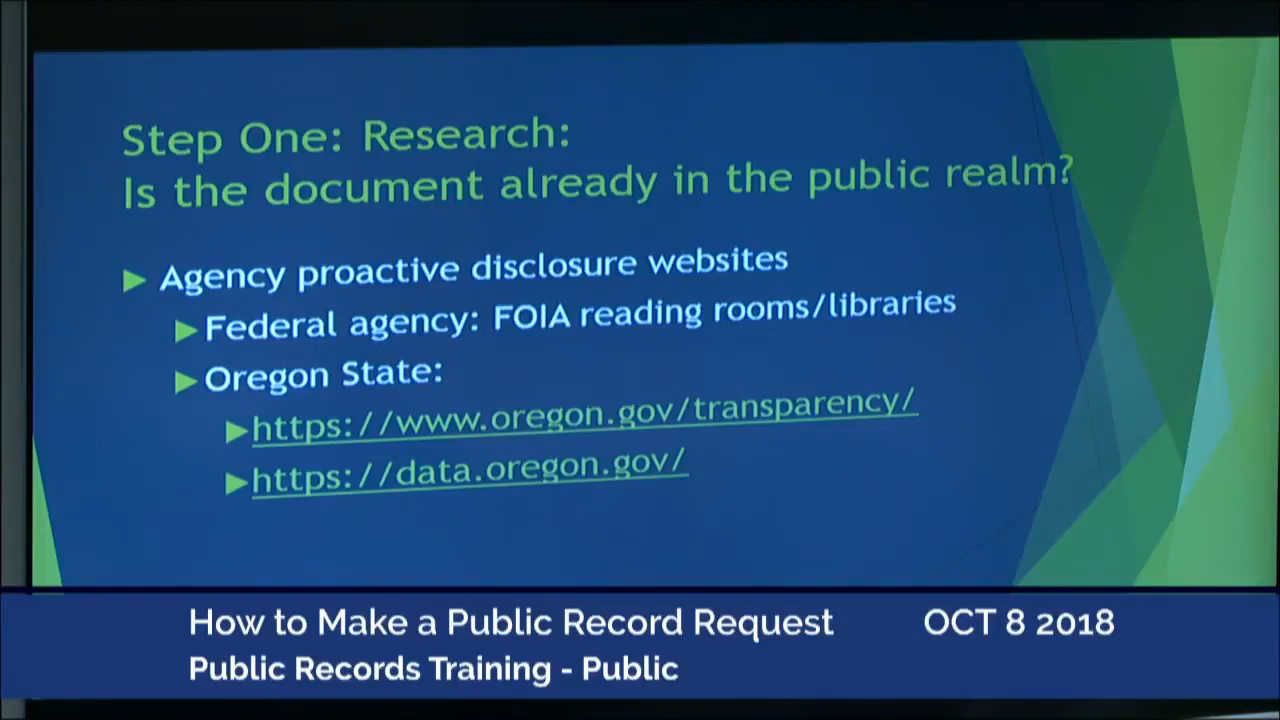 Step One: Research:
Is the document already in the public realm?
Agency proactive disclosure websites
Federal agency: FOIA reading rooms/libraries
Oregon State:
https://www.oregon.gov/transparency/
https://data.oregon.gov/
How to Make a Public Record Request
OCT 8 2018
Public Records Training - Public